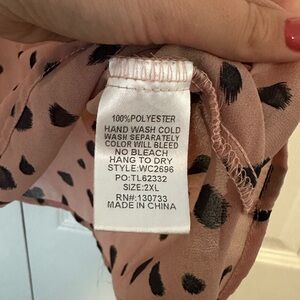 100%POLYESTER
HAND WASH COLD
WASH SEPARATELY
COLOR WILL BLEED
NO BLEACH
HANG TO DRY
STYLE:WC2696
PO:TL62332
SIZE:2XL
RN#:130733
MADE IN CHINA